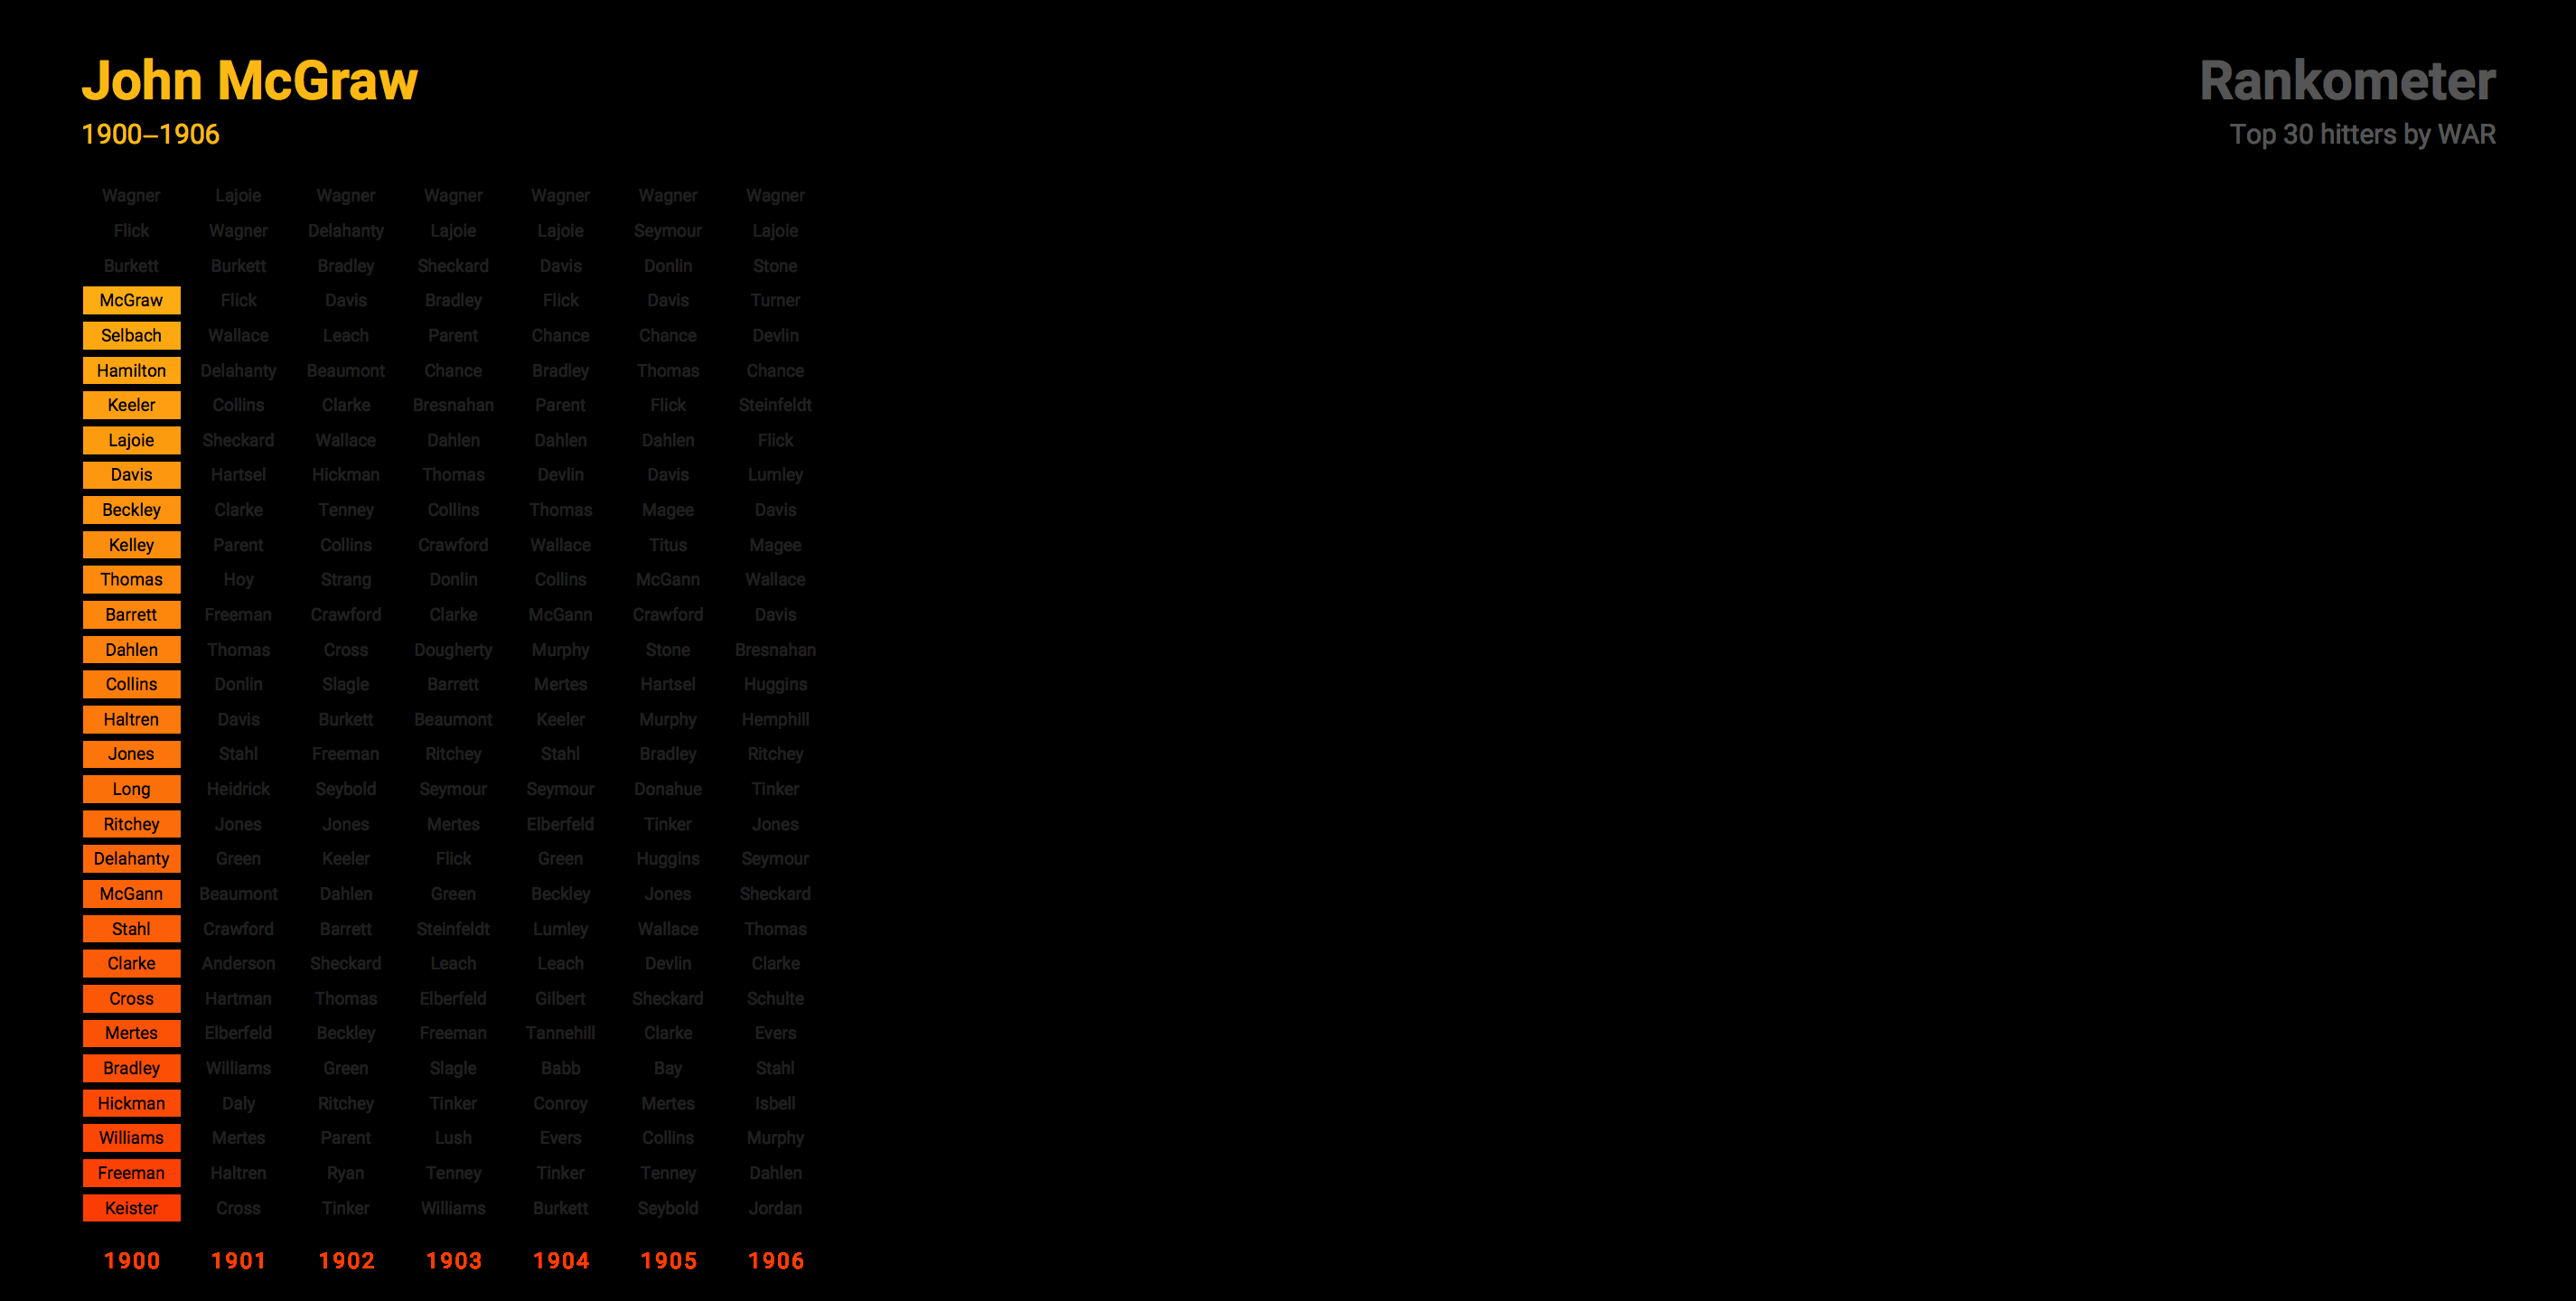 John McGraw
1900–1906
Rankometer
Top 30 hitters by WAR
Wagner Lajoie Wagner Wagner Wagner Wagner Wagner
Flick Wagner Delahanty Lajoie Lajoie Seymour Lajoie
Burkett Burkett Bradley Sheckard Davis Donlin Stone
McGraw Flick Davis Bradley Flick Davis Turner
Selbach Wallace Leach Parent Chance Chance Devlin
Hamilton Delahanty Beaumont Chance Bradley Thomas Chance
Keeler Collins Clarke Bresnahan Parent Flick Steinfeldt
Lajoie Sheckard Wallace Dahlen Dahlen Dahlen Flick
Davis Hartsel Hickman Thomas Devlin Davis Lumley
Beckley Clarke Tenney Collins Thomas Magee Davis
Kelley Parent Collins Crawford Wallace Titus Magee
Thomas Hoy Strang Donlin Collins McGann Wallace
Barrett Freeman Crawford Clarke McGann Crawford Davis
Dahlen Thomas Cross Dougherty Murphy Stone Bresnahan
Collins Donlin Slagle Barrett Mertes Hartsel Huggins
Haltren Davis Burkett Beaumont Keeler Murphy Hemphill
Jones Stahl Freeman Ritchey Stahl Bradley Ritchey
Long Heidrick Seybold Seymour Seymour Donahue Tinker
Ritchey Jones Jones Mertes Elberfeld Tinker Jones
Delahanty Green Keeler Flick Green Huggins Seymour
McGann Beaumont Dahlen Green Beckley Jones Sheckard
Stahl Crawford Barrett Steinfeldt Lumley Wallace Thomas
Clarke Anderson Sheckard Leach Leach Devlin Clarke
Cross Hartman Thomas Elberfeld Gilbert Sheckard Schulte
Mertes Elberfeld Beckley Freeman Tannehill Clarke Evers
Bradley Williams Green Slagle Babb Bay Stahl
Hickman Daly Ritchey Tinker Conroy Mertes Isbell
Williams Mertes Parent Lush Evers Collins Murphy
Freeman Haltren Ryan Tenney Tinker Tenney Dahlen
Keister Cross Tinker Williams Burkett Seybold Jordan
1900 1901 1902 1903 1904 1905 1906